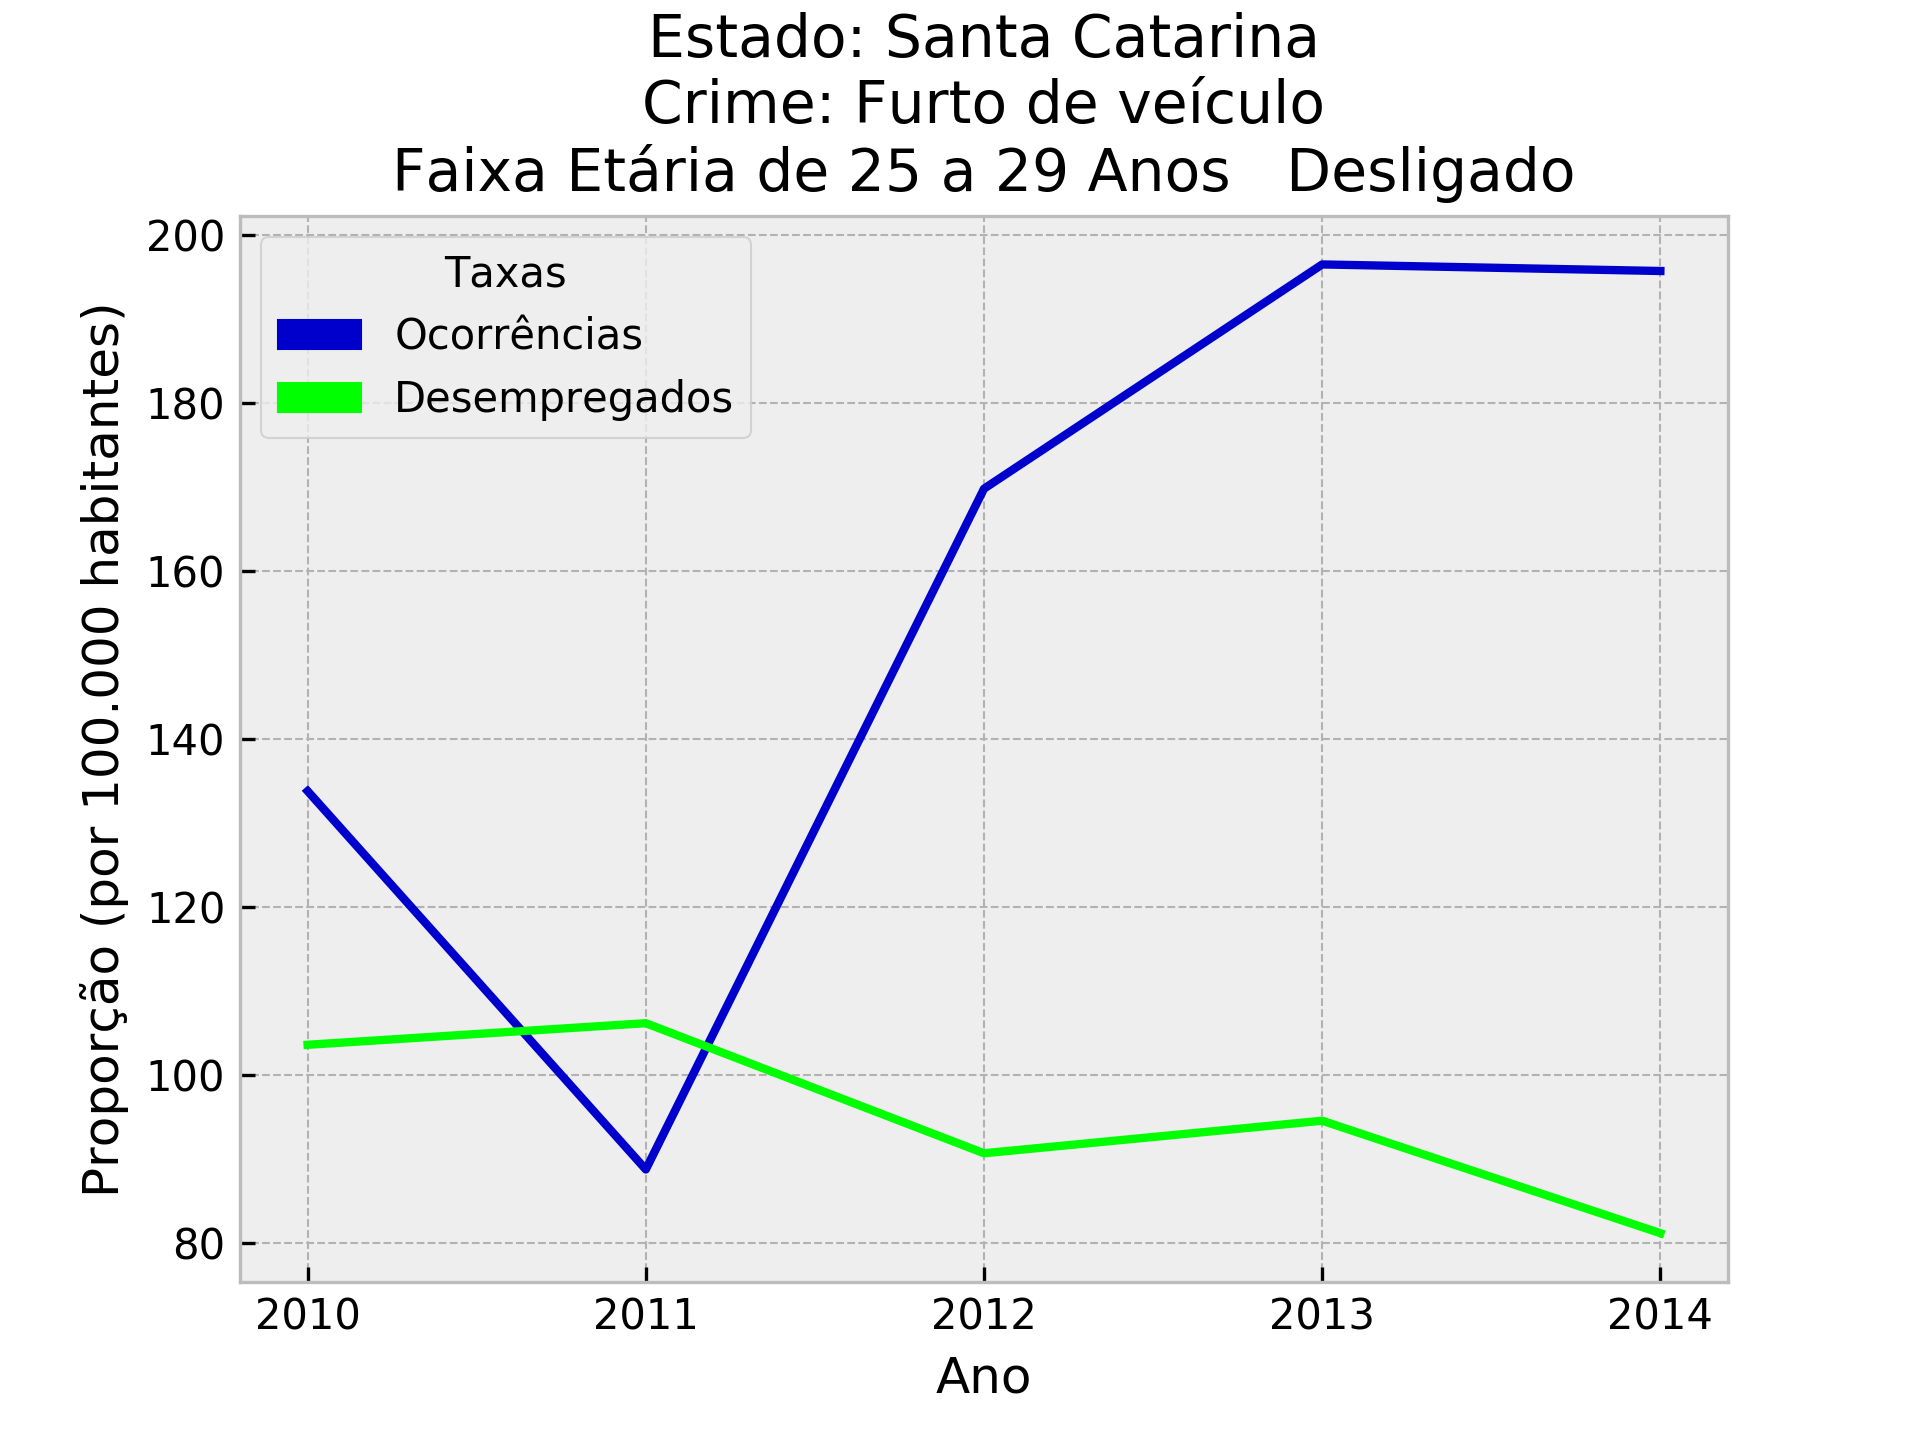 Estado: Santa Catarina
Crime: Furto de veículo
Faixa Etária de 25 a 29 Anos   Desligado
Taxas
Ocorrências
Desempregados
Proporção (por 100.000 habitantes)
200
180
160
140
120
100
80
2010 2011 2012 2013 2014
Ano